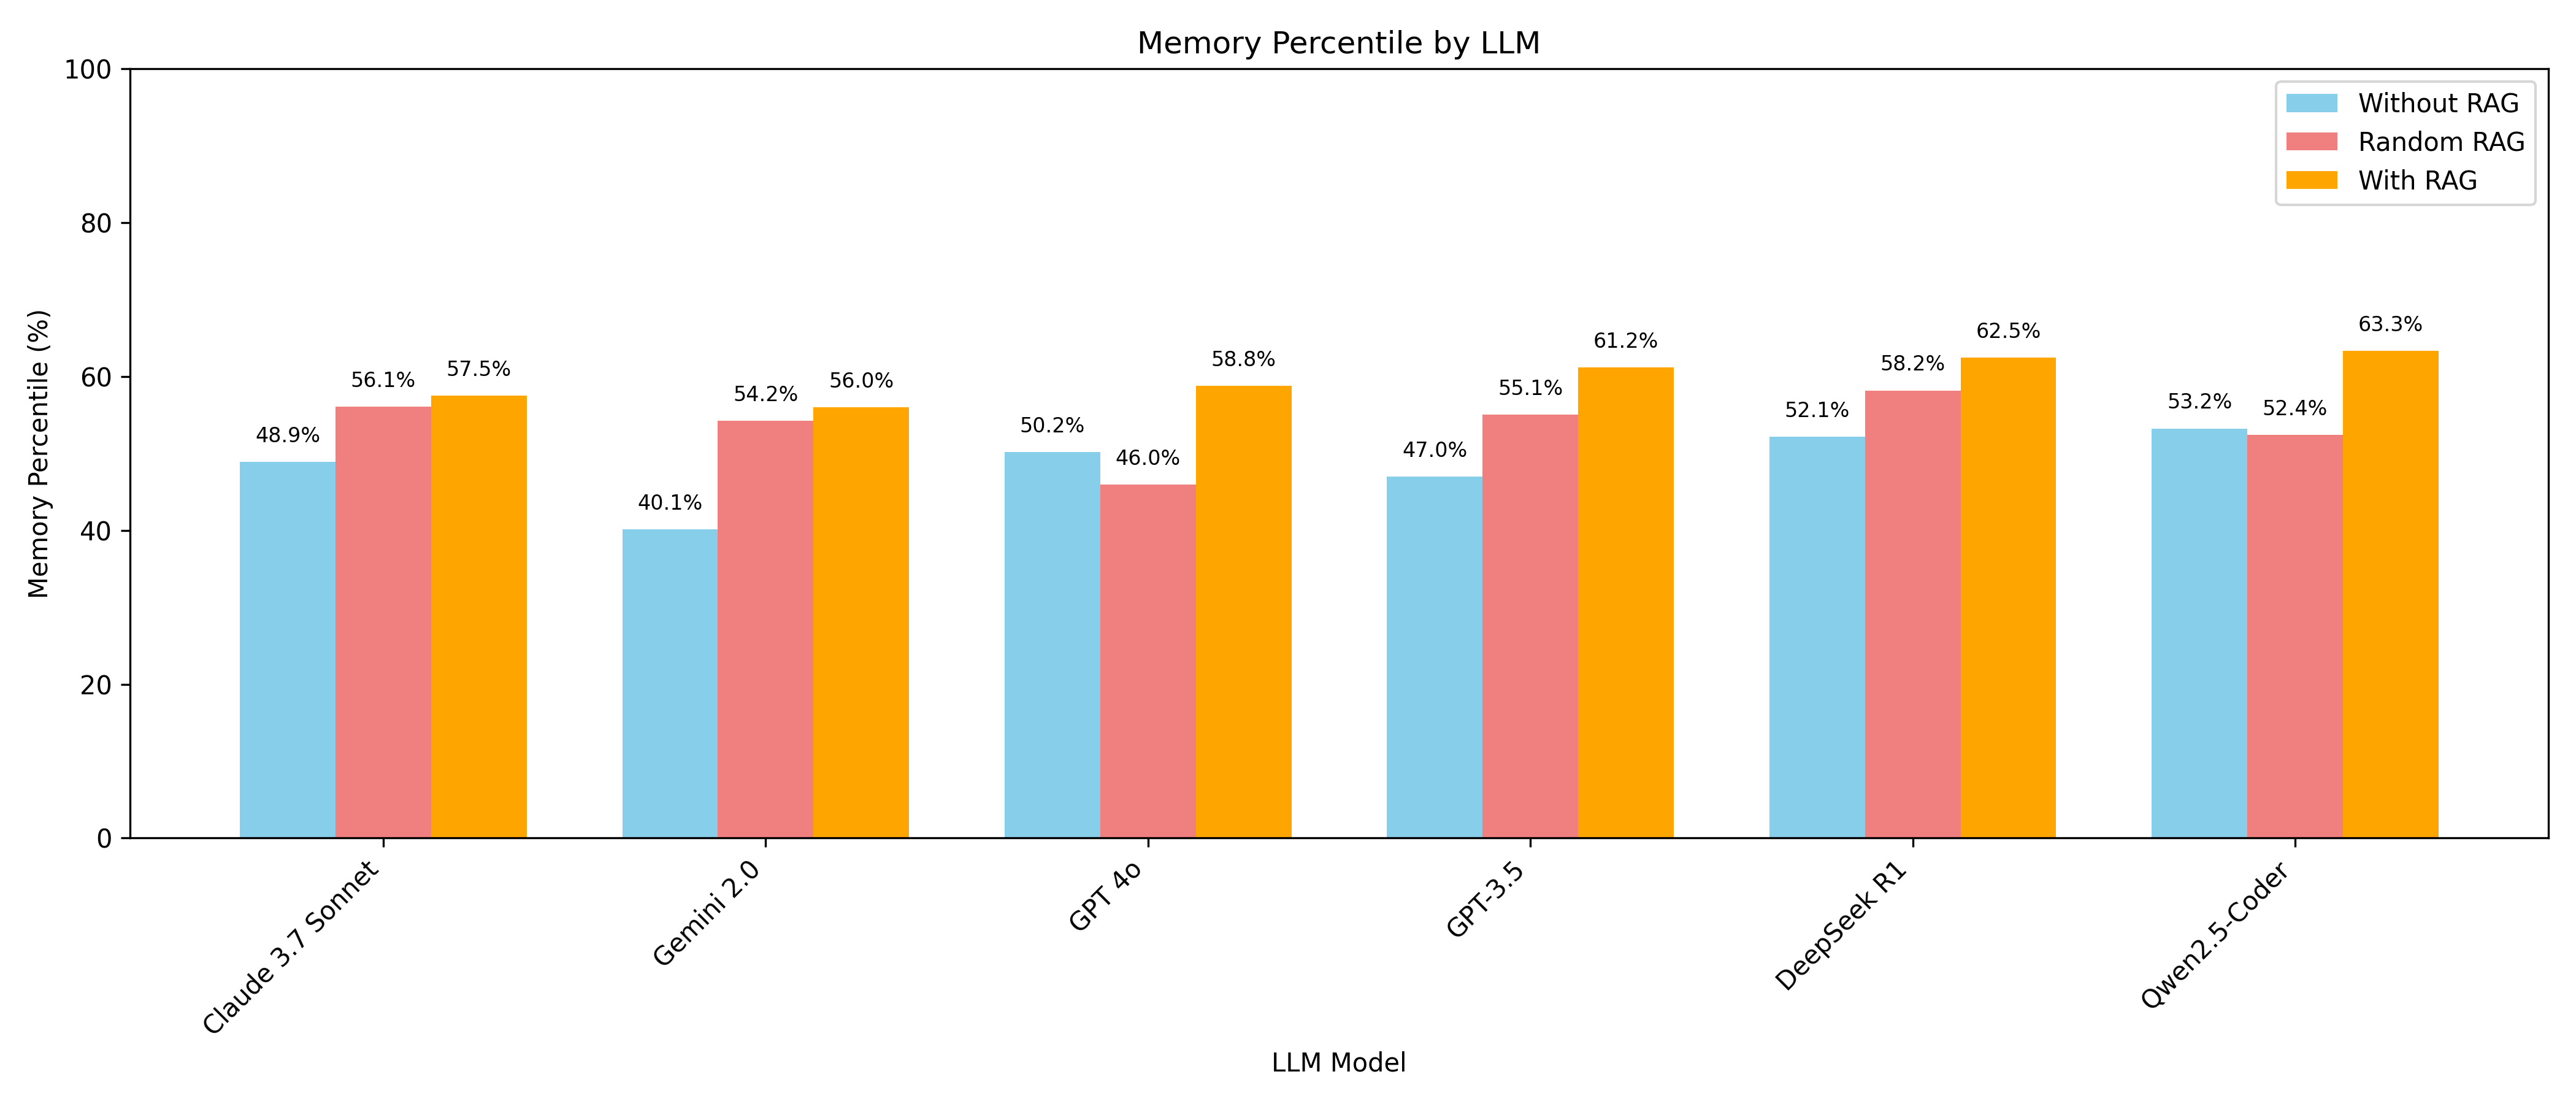 Memory Percentile by LLM
Memory Percentile (%)
100
80
60
40
20
0
Without RAG
Random RAG
With RAG
48.9%
56.1%
57.5%
40.1%
54.2%
56.0%
50.2%
46.0%
58.8%
47.0%
55.1%
61.2%
52.1%
58.2%
62.5%
53.2%
52.4%
63.3%
Claude 3.7 Sonnet
Gemini 2.0
GPT 4o
GPT-3.5
DeepSeek R1
Qwen2.5-Coder
LLM Model